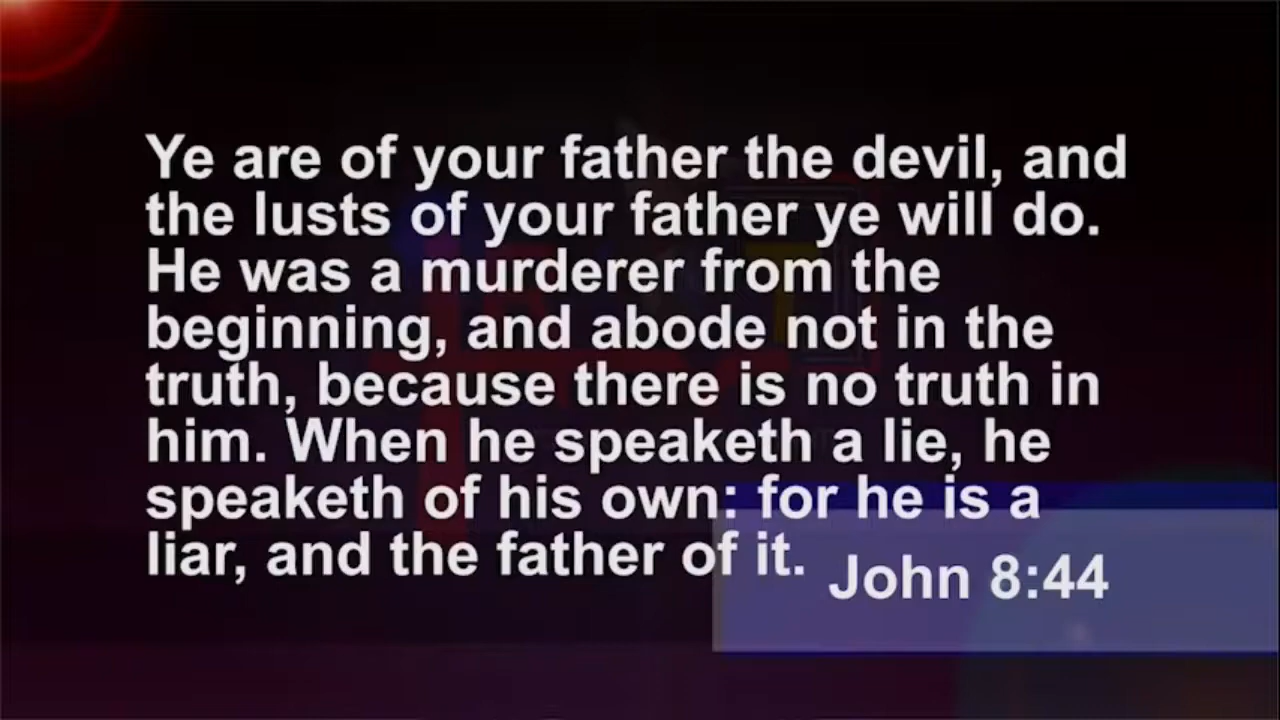 Ye are of your father the devil, and
the lusts of your father ye will do.
He was a murderer from the
beginning, and abode not in the
truth, because there is no truth in
him. When he speaketh a lie, he
speaketh of his own: for he is a
liar, and the father of it.
John 8:44